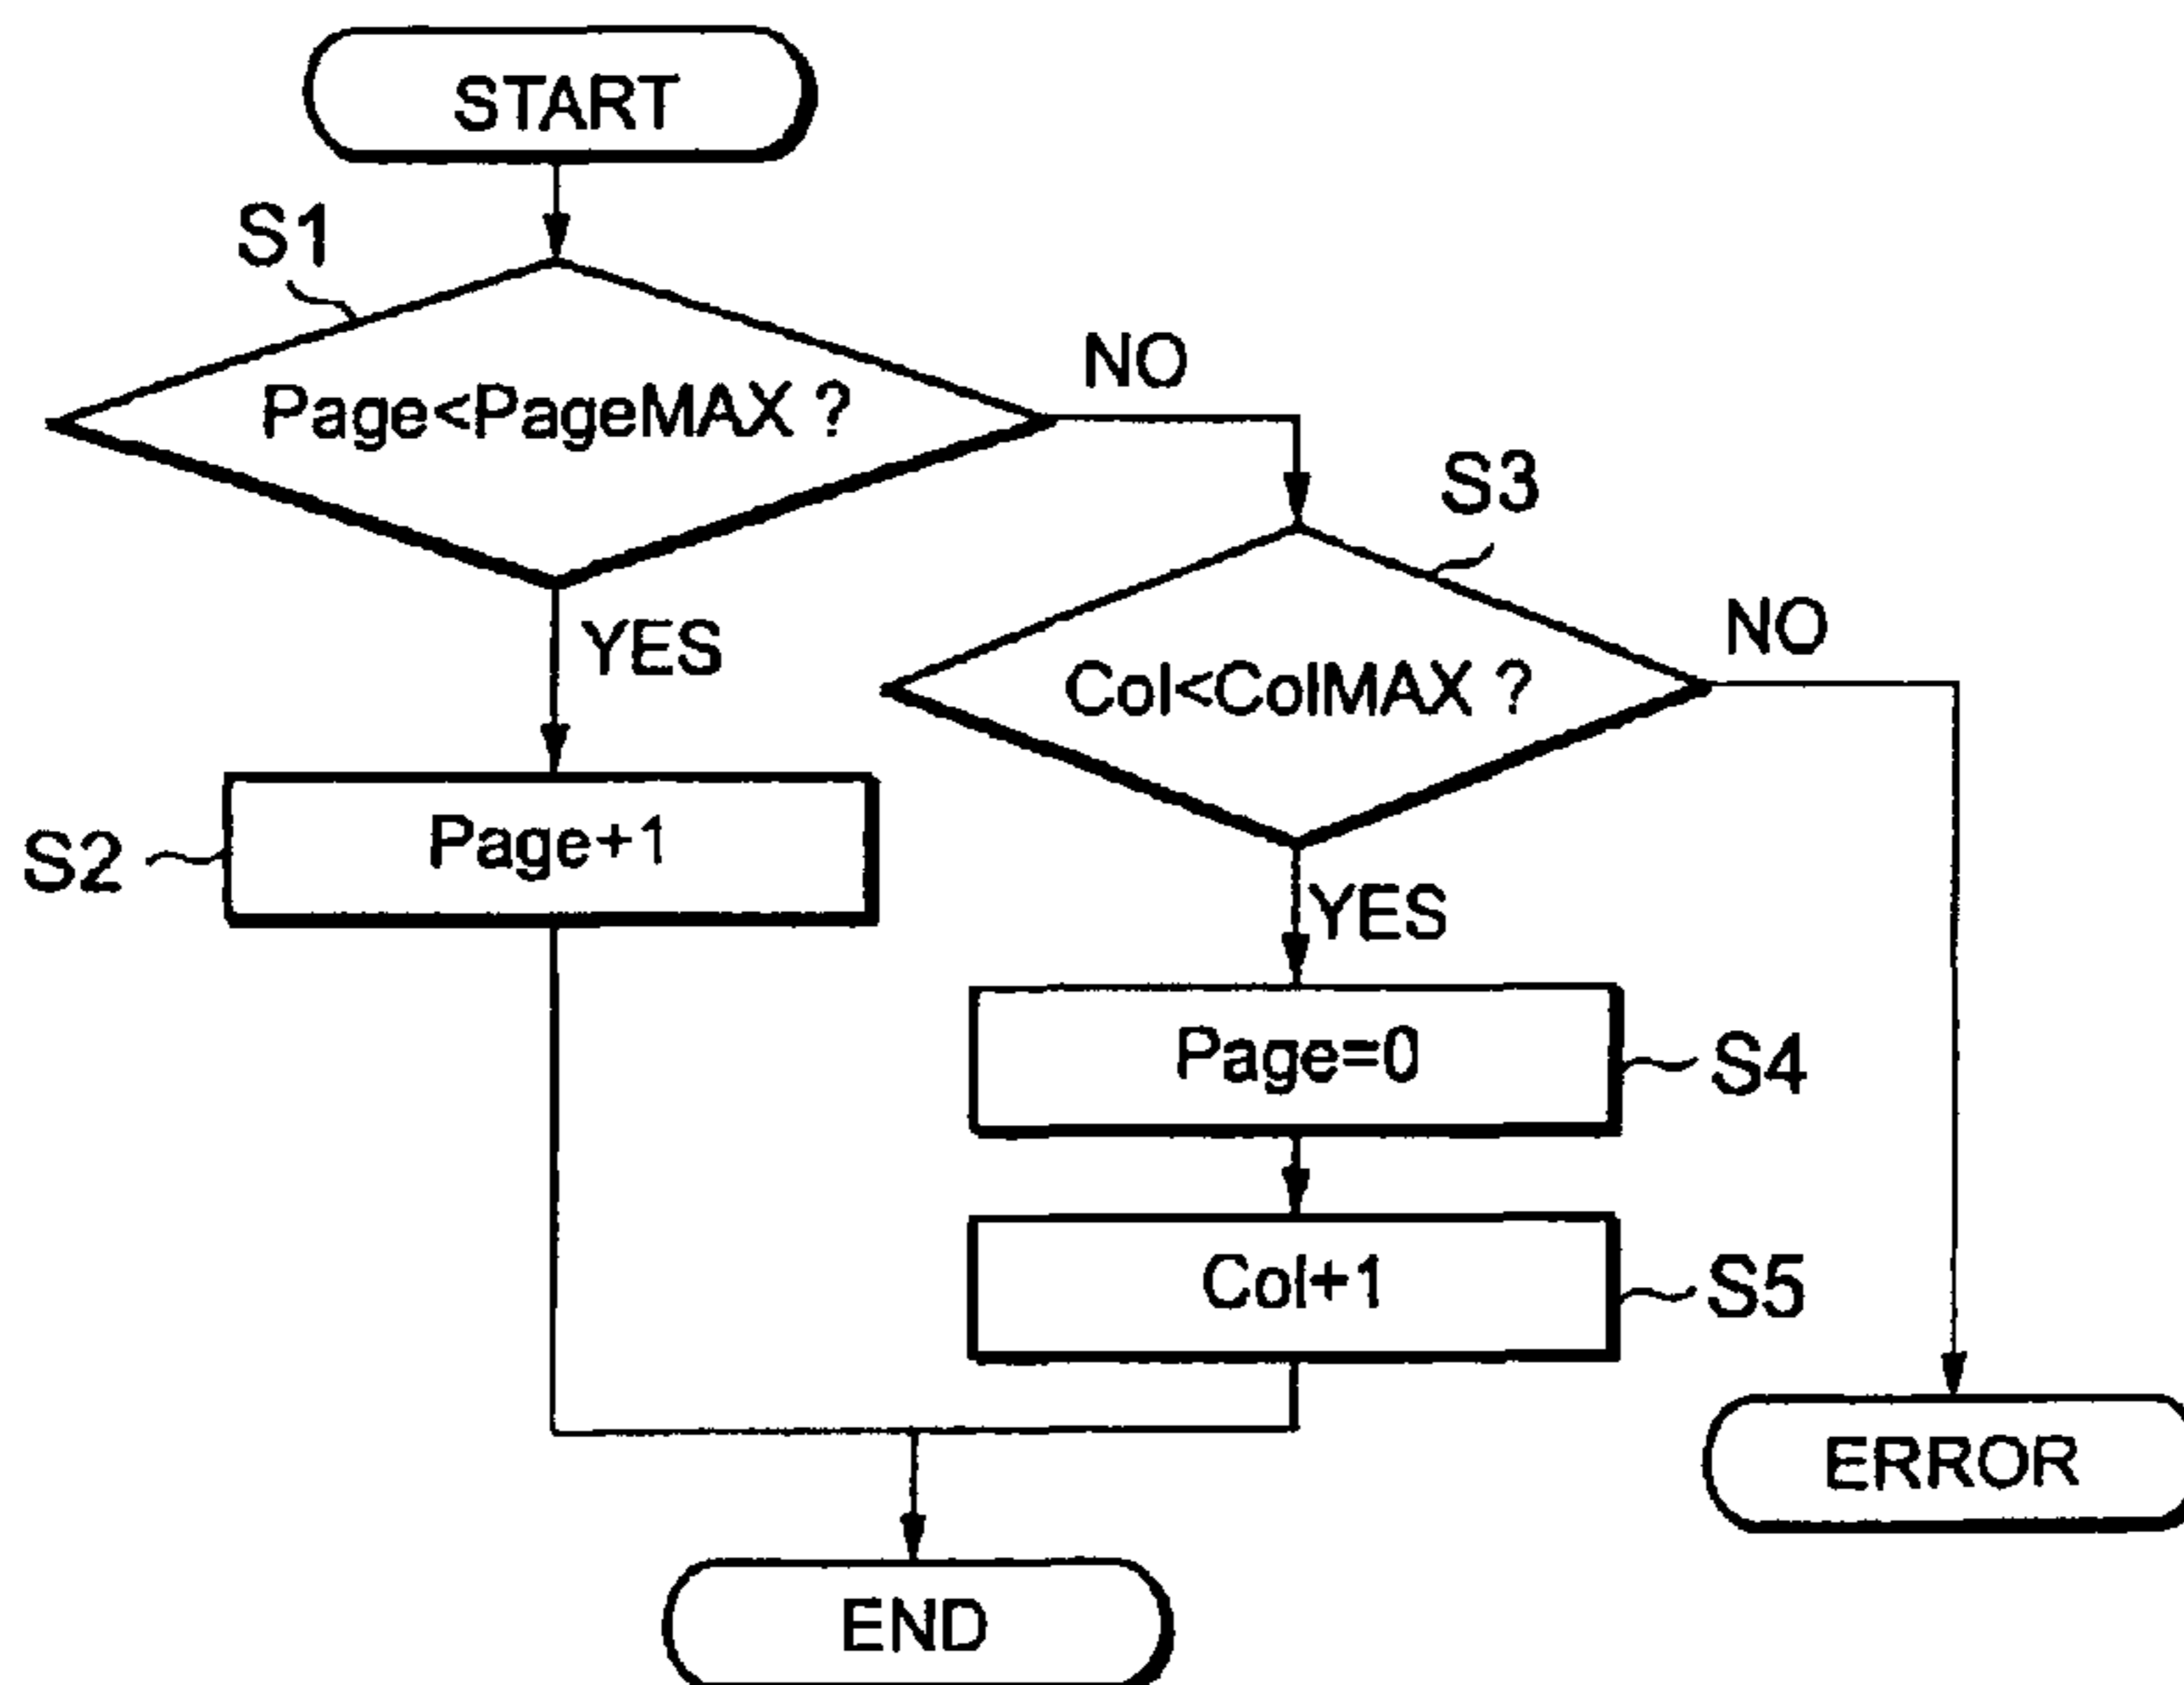 START
S1
Page<PageMAX ?
NO
S3
YES
NO
Col<ColMAX ?
S2
Page+1
YES
Page=0
S4
Col+1
S5
ERROR
END